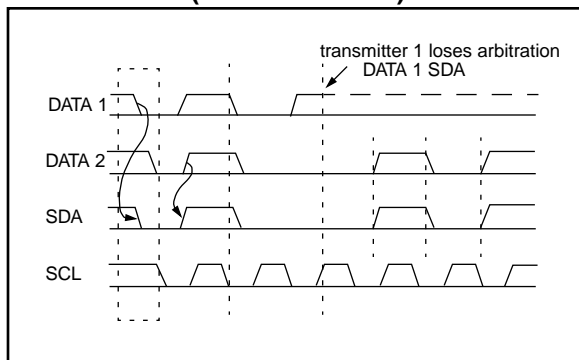 transmitter 1 loses arbitration
DATA 1 SDA
DATA 1
DATA 2
SDA
SCL